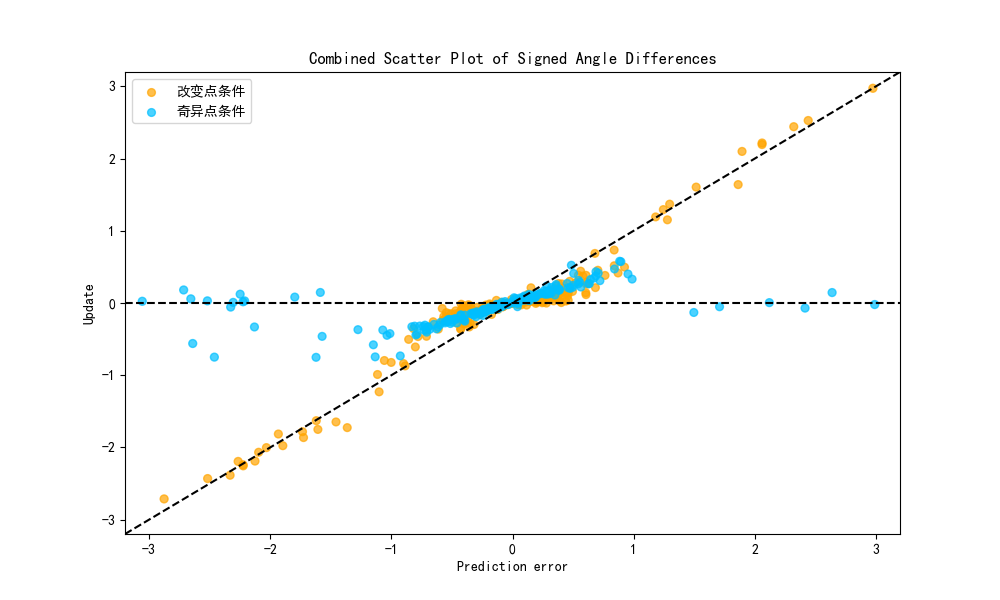 Combined Scatter Plot of Signed Angle Differences
改变点条件
奇异点条件
3
2
1
0
-1
-2
-3
Update
-3 -2 -1 0 1 2 3
Prediction error